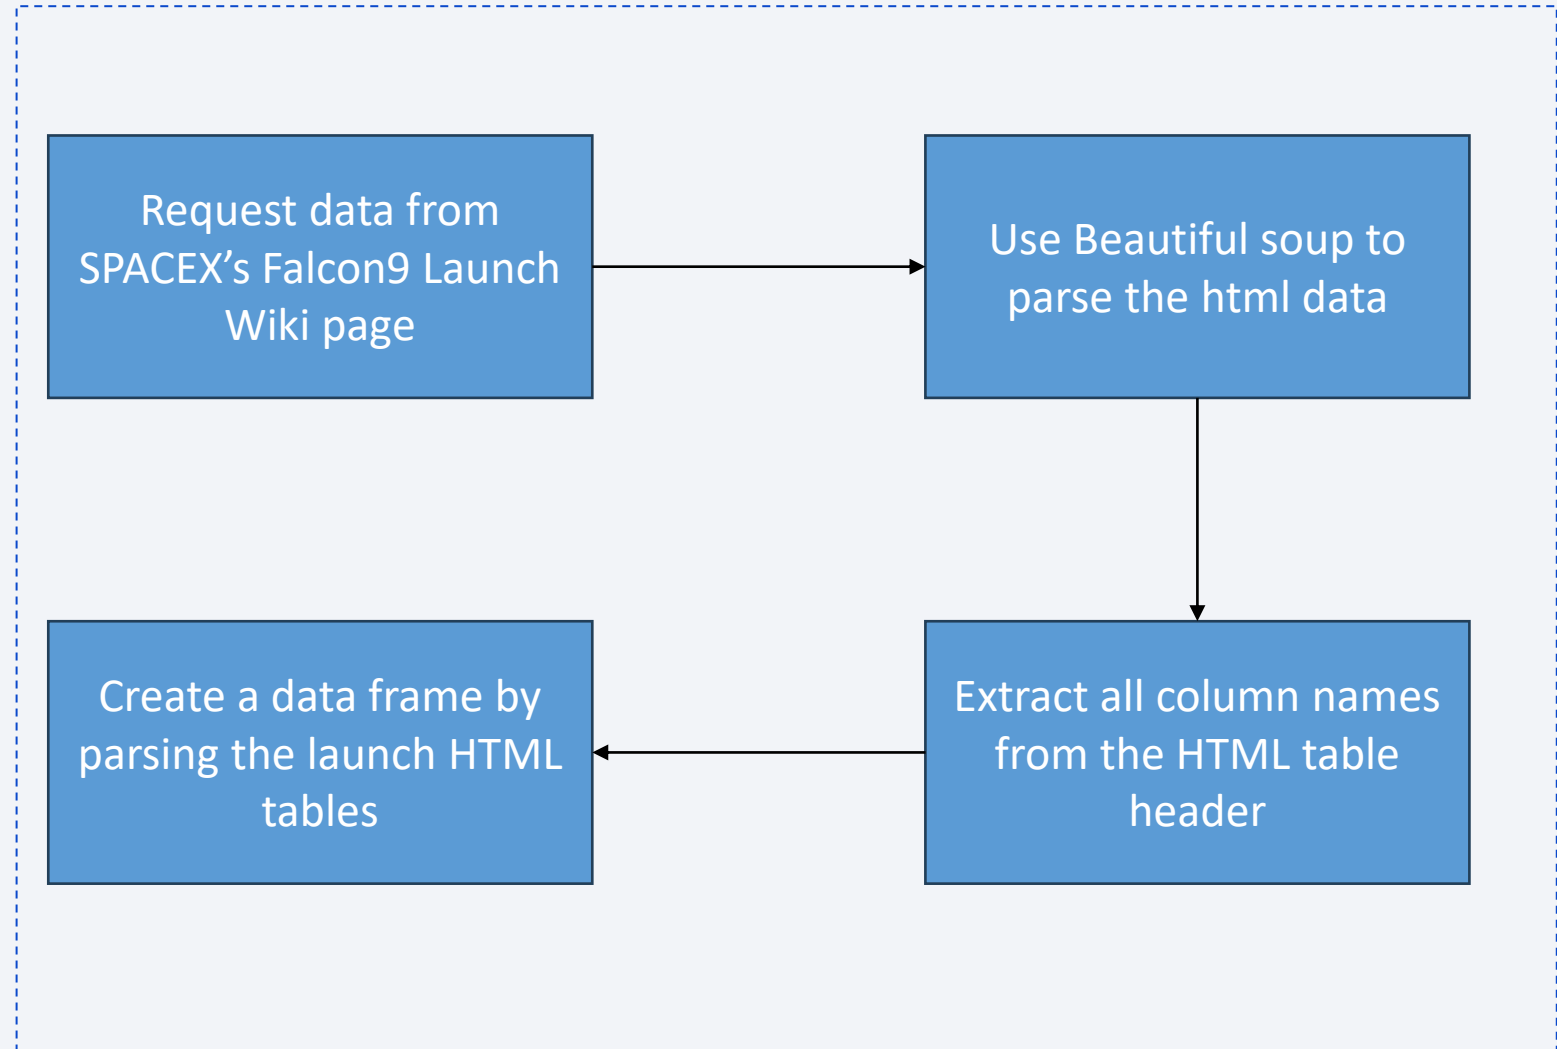 Request data from
SPACEX’s Falcon9 Launch
Wiki page
Use Beautiful soup to
parse the html data
Extract all column names
from the HTML table
header
Create a data frame by
parsing the launch HTML
tables